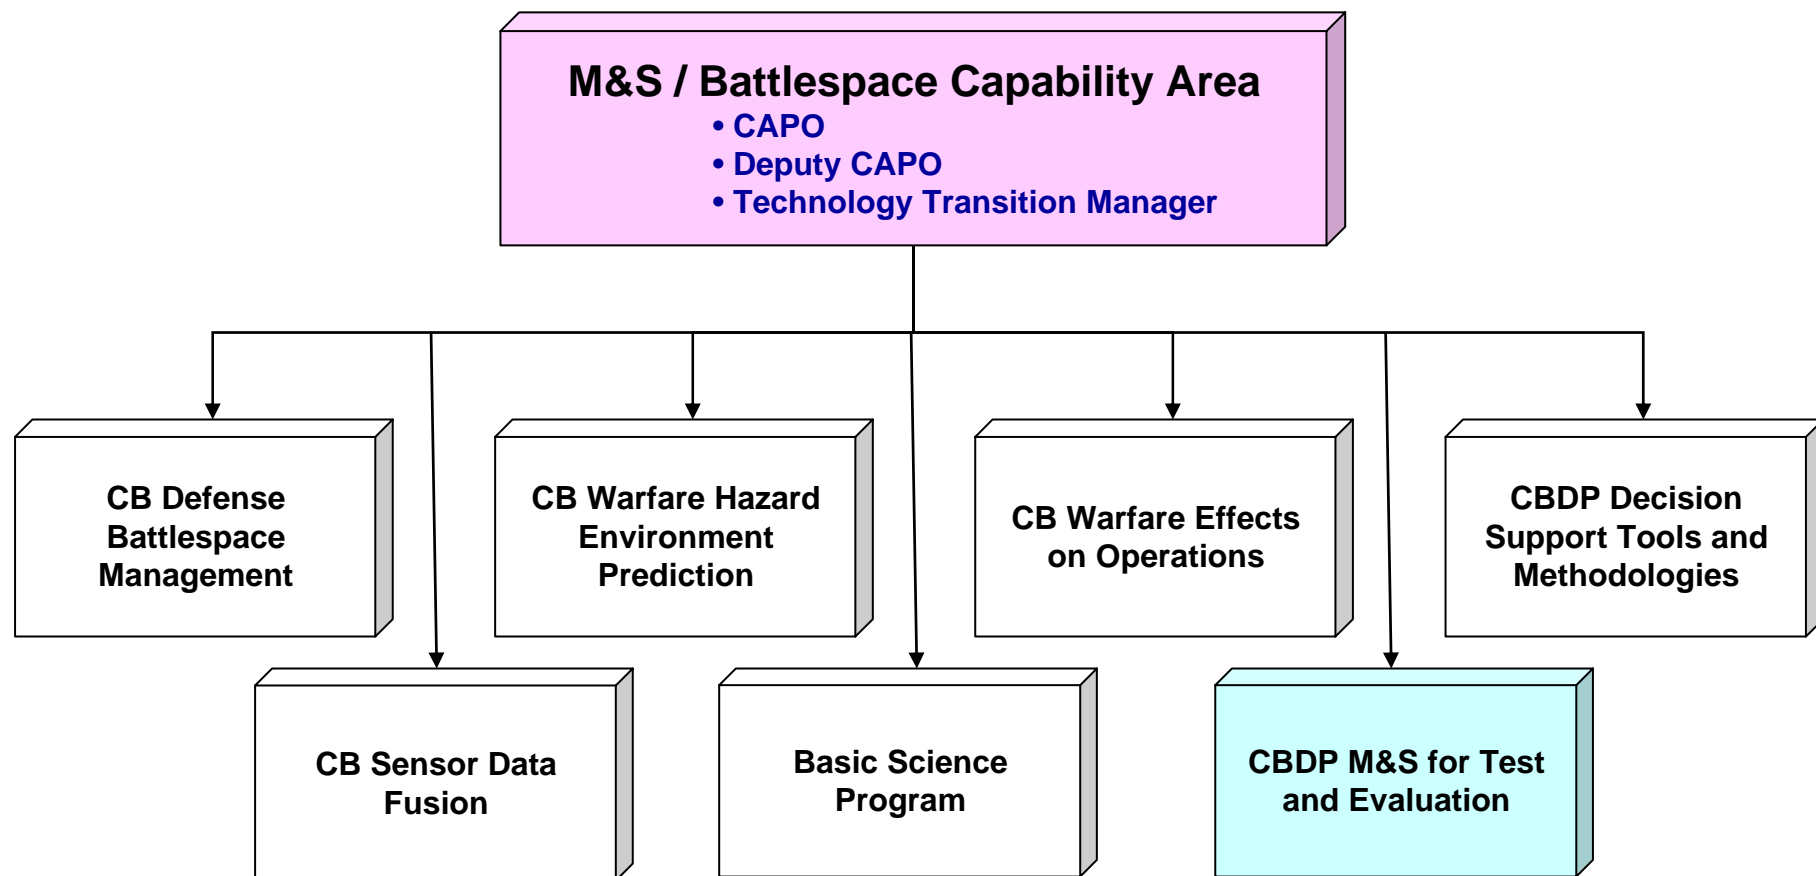 M&S / Battlespace Capability Area
• CAPO
• Deputy CAPO
• Technology Transition Manager
CB Defense
Battlespace
Management
CB Warfare Hazard
Environment
Prediction
CB Warfare Effects
on Operations
CBDP Decision
Support Tools and
Methodologies
CB Sensor Data
Fusion
Basic Science
Program
CBDP M&S for Test
and Evaluation